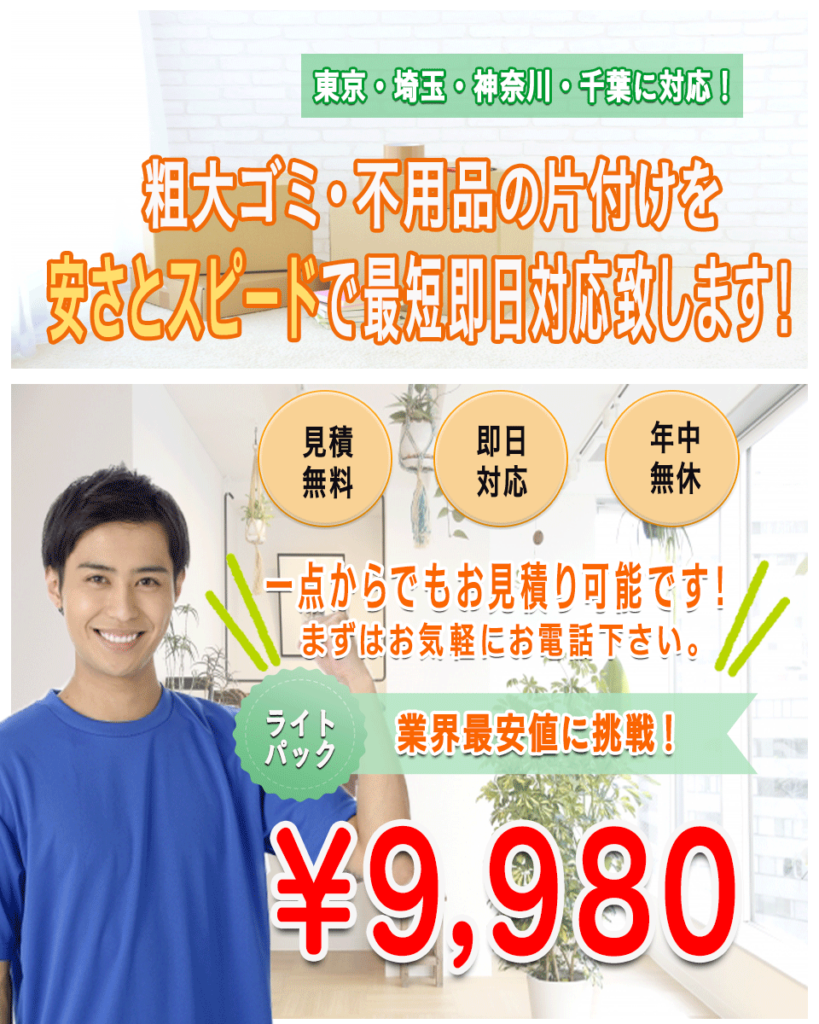 東京・埼玉・神奈川・千葉に対応！
粗大ゴミ・不用品の片付けを
安さとスピードで最短即日対応致します！
見積
無料
即日
対応
年中
無休
一点からでもお見積り可能です！
まずはお気軽にお電話下さい。
ライト
パック
業界最安値に挑戦！
¥9,980